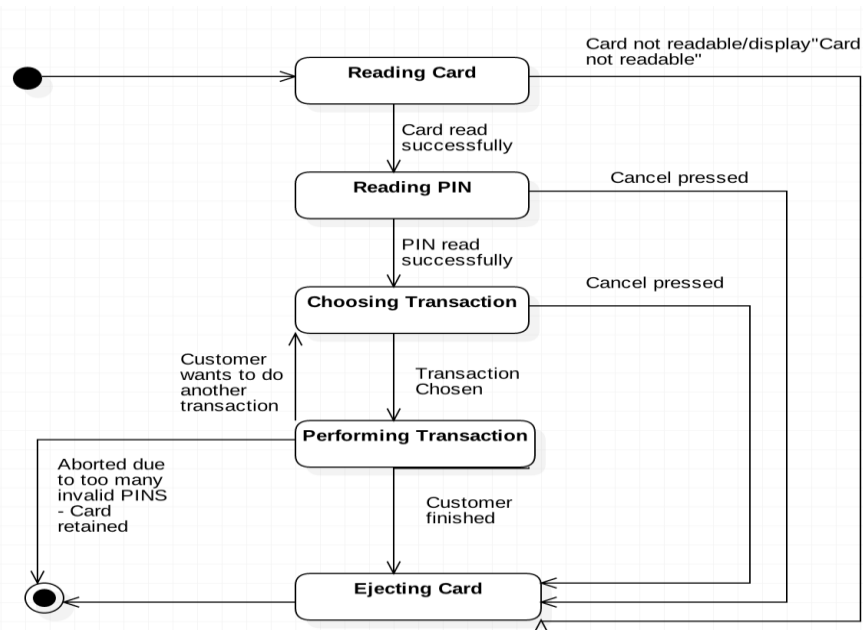 Card not readable/display"Card
not readable"
Reading Card
Card read
successfully
Reading PIN
Cancel pressed
PIN read
successfully
Cancel pressed
Choosing Transaction
Customer
wants to do
another
transaction
Transaction
Chosen
Performing Transaction
Aborted due
to too many
invalid PINS
- Card
retained
Customer
finished
Ejecting Card